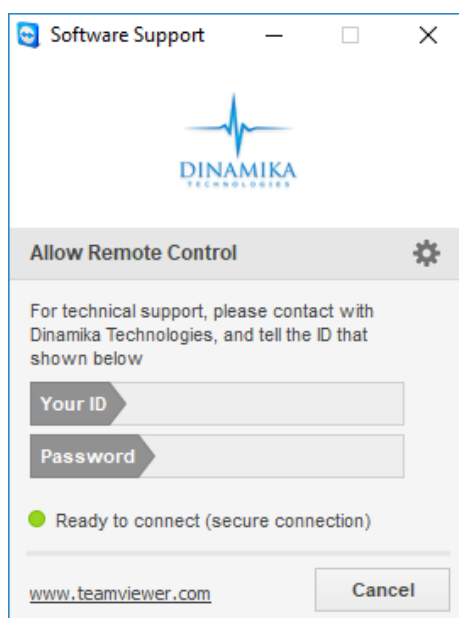 Software Support
DINAMIKA
TECHNOLOGIES
Allow Remote Control
For technical support, please contact with
Dinamika Technologies, and tell the ID that
shown below
Your ID
Password
Ready to connect (secure connection)
www.teamviewer.com
Cancel